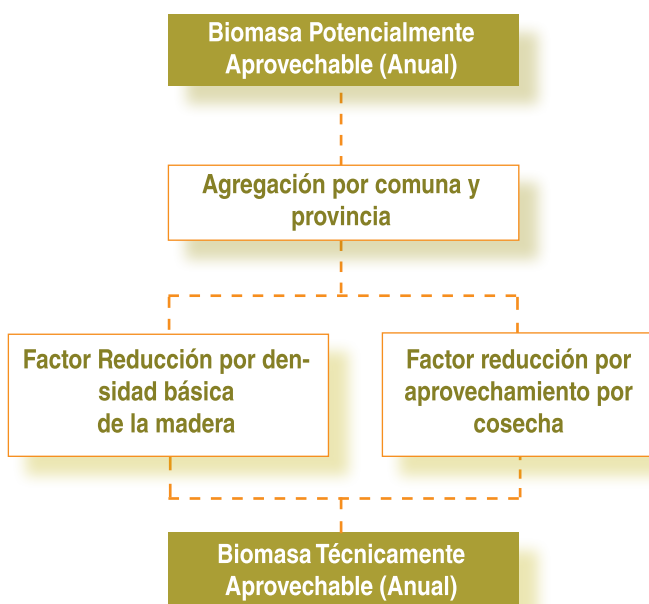 Biomasa Potencialmente
Aprovechable (Anual)
Agregación por comuna y
provincia
Factor Reducción por den-
sidad básica
de la madera
Factor reducción por
aprovechamiento por
cosecha
Biomasa Técnicamente
Aprovechable (Anual)